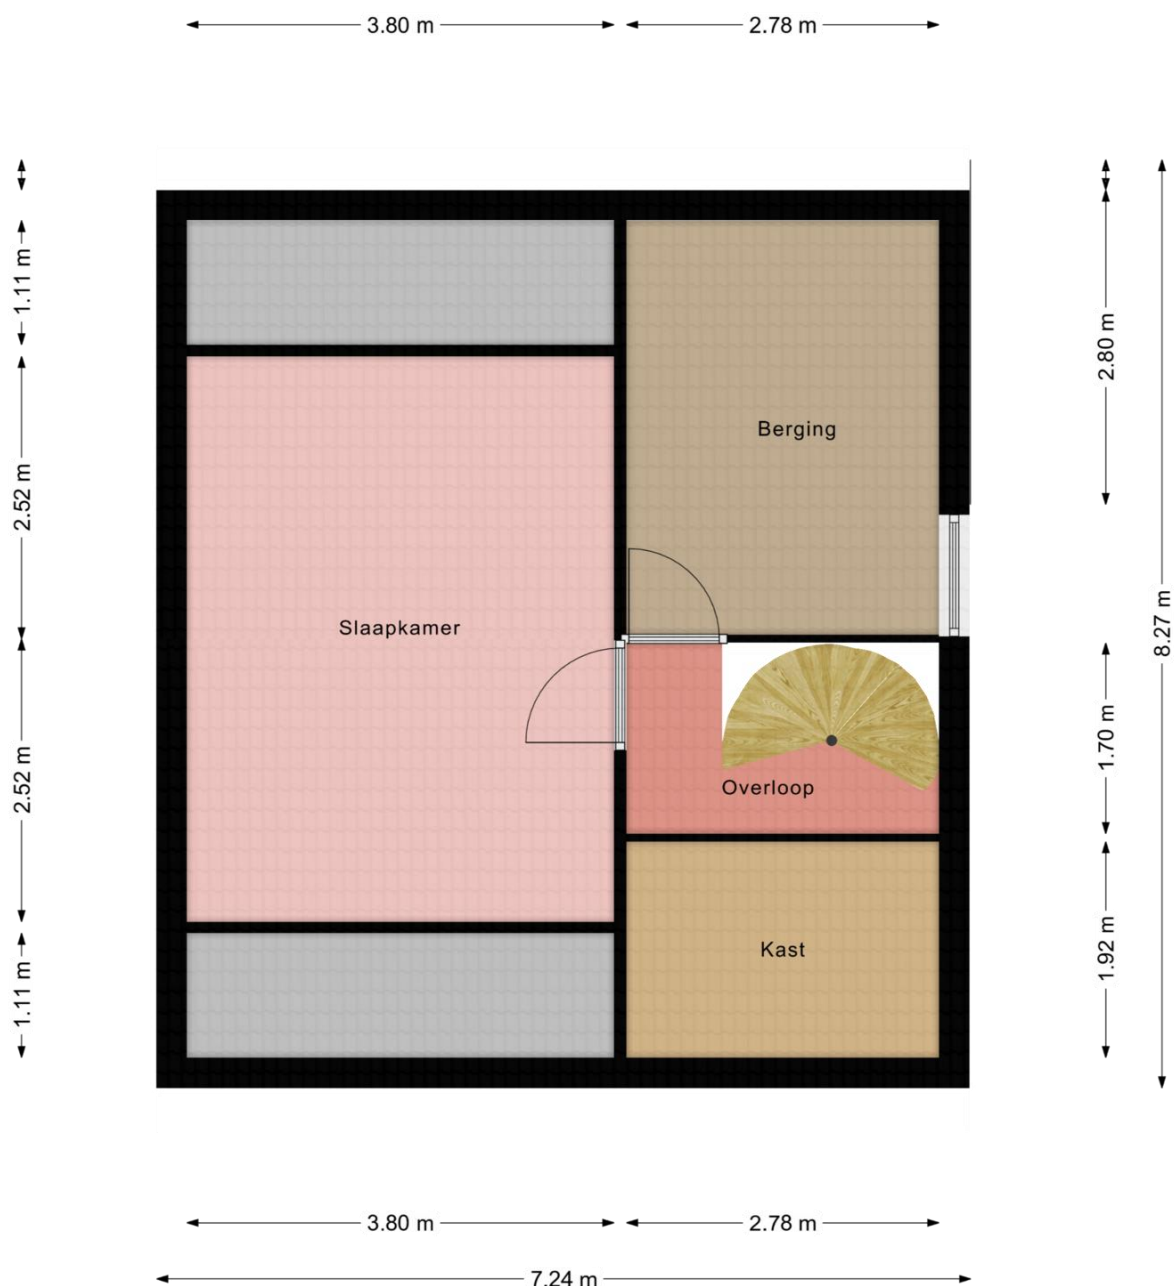 3.80 m
2.78 m
1.11 m
2.80 m
Berging
2.52 m
8.27 m
Slaapkamer
1.70 m
2.52 m
Overloop
Kast
1.92 m
1.11 m
3.80 m
2.78 m
7.24 m